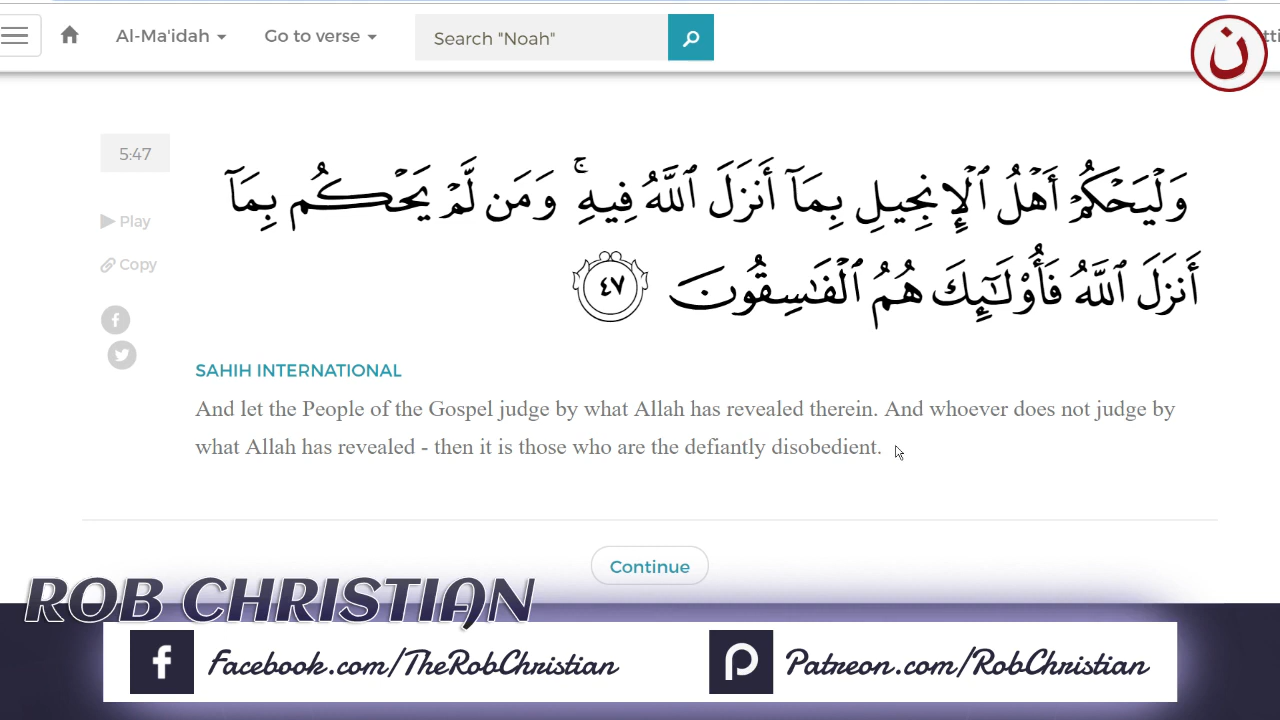 Al-Ma'idah Go to verse Search "Noah" tti
ن
5:47
Play
Copy
وَلْيَحْكُمْ أَهْلُ ٱلْإِنجِيلِ بِمَآ أَنزَلَ ٱللَّهُ فِيهِ ۚ وَمَن لَّمْ يَحْكُم بِمَآ
أَنزَلَ ٱللَّهُ فَأُو۟لَـٰٓئِكَ هُمُ ٱلْفَـٰسِقُونَ ٤٧
SAHIH INTERNATIONAL
And let the People of the Gospel judge by what Allah has revealed therein. And whoever does not judge by
what Allah has revealed - then it is those who are the defiantly disobedient.
Continue
ROB CHRISTIAN
Facebook.com/TheRobChristian Patreon.com/RobChristian